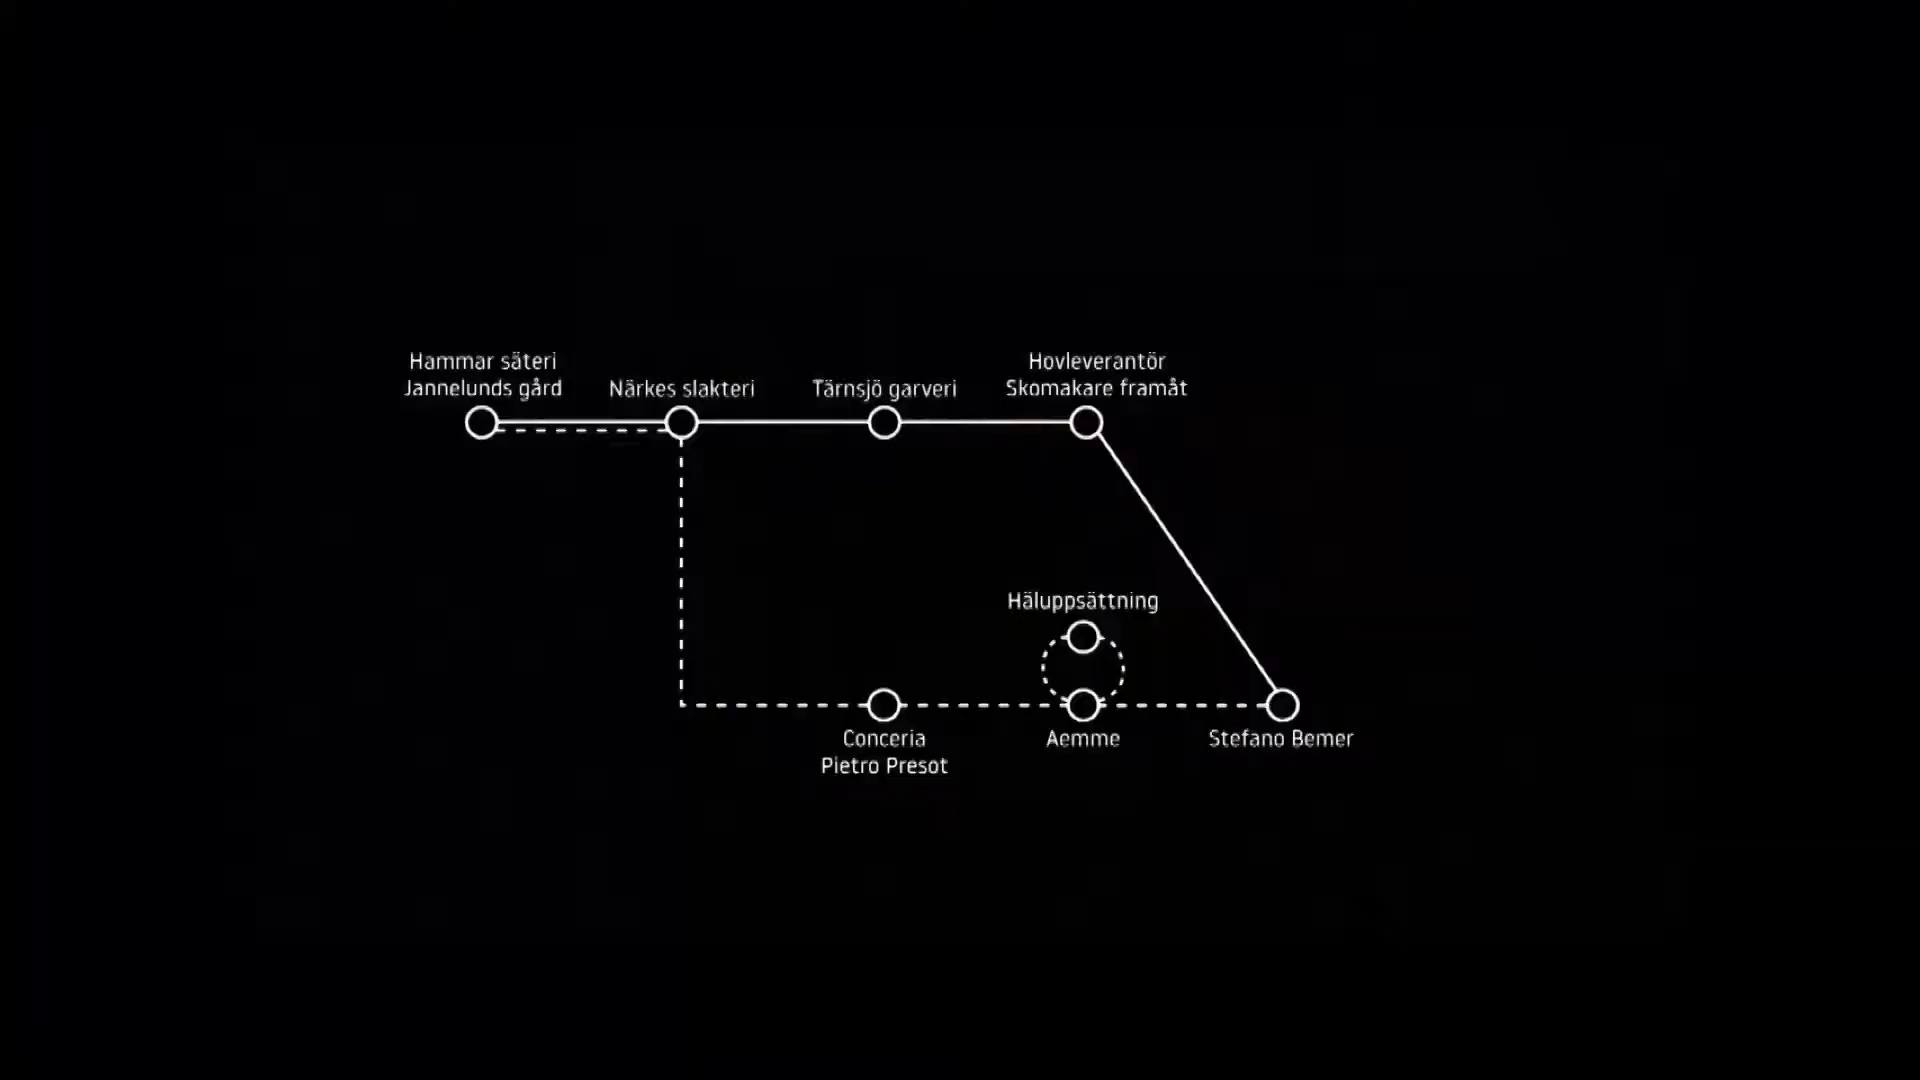 Hammar säteri
Jannelunds gård
Närkes slakteri
Tärnsjö garveri
Hovleverantör
Skomakare framåt
Häluppsättning
Conceria
Pietro Presot
Aemme
Stefano Bemer